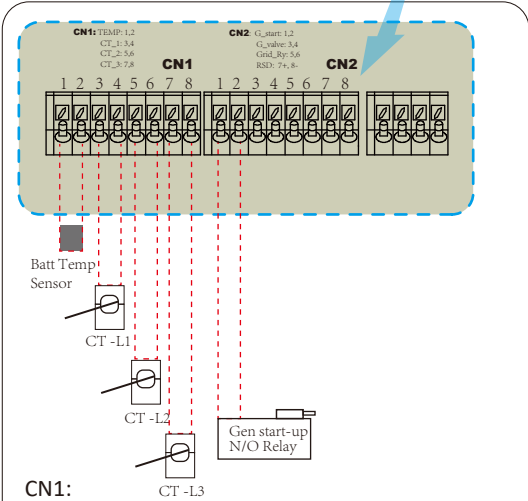 CN1: TEMP: 1,2
CT_1: 3,4
CT_2: 5,6
CT_3: 7,8
CN1
CN2: G_start: 1,2
G_valve: 3,4
Grid_Ry: 5,6
RSD: 7+, 8-
CN2
1 2 3 4 5 6 7 8
1 2 3 4 5 6 7 8
Batt Temp
Sensor
CT -L1
CT -L2
CT -L3
Gen start-up
N/O Relay
CN1: